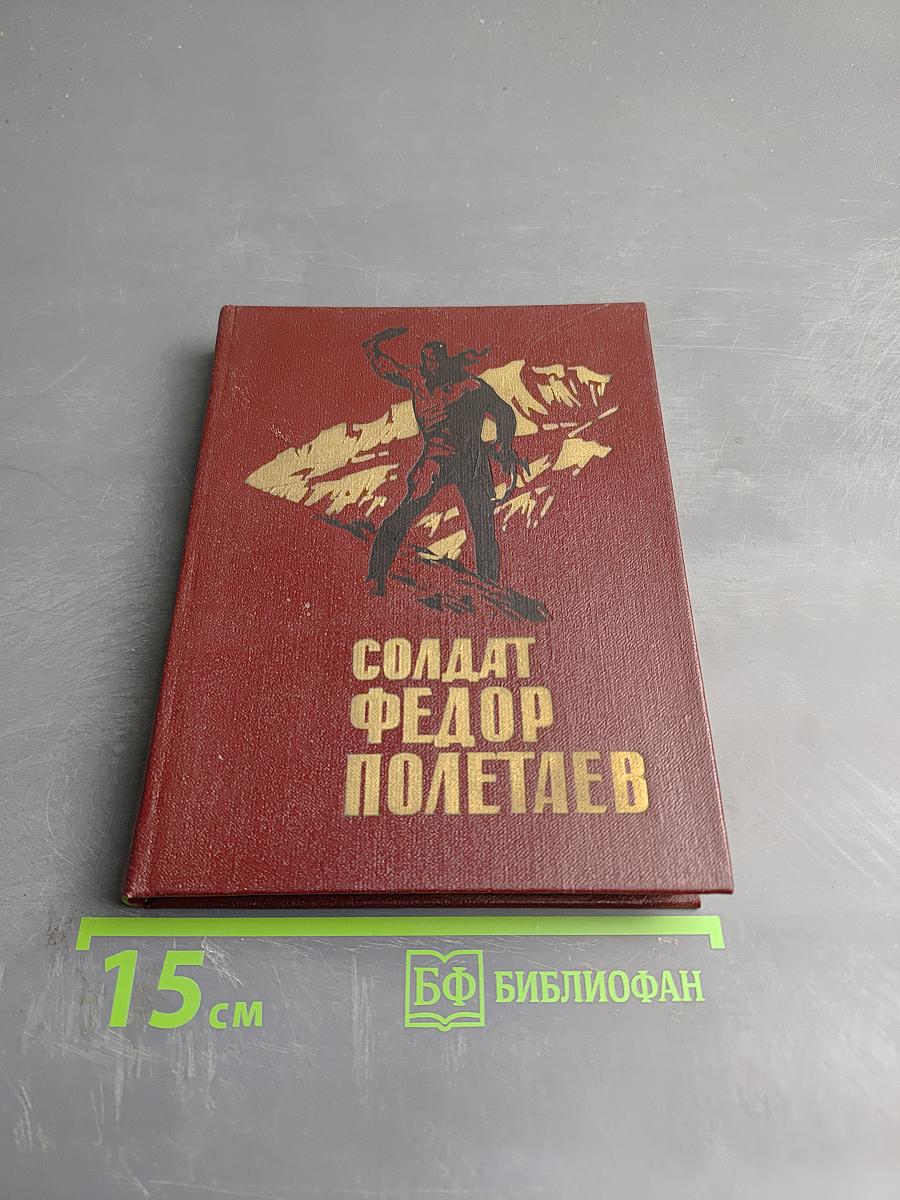 СОЛДАТ
ФЕДОР
ПОЛЕТАЕВ
15 см
БФ БИБЛИОФАН